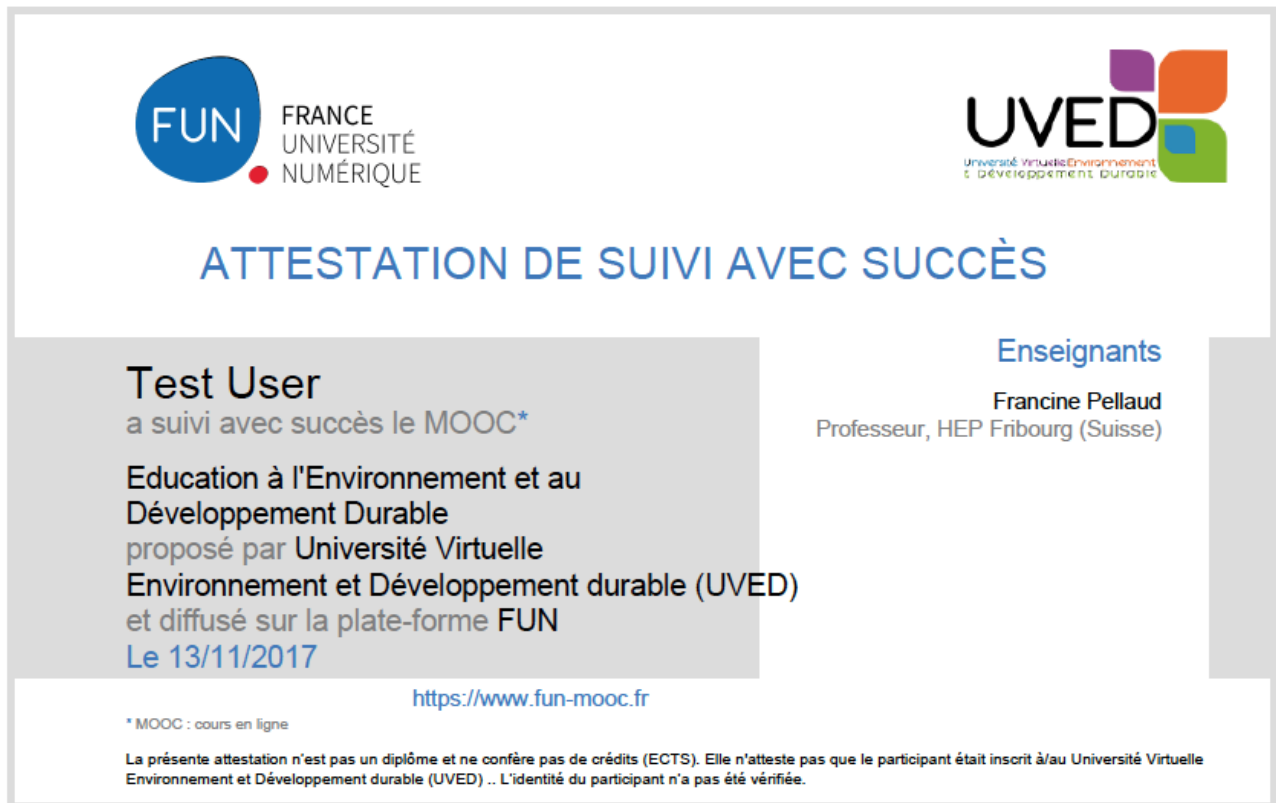 FUN
FRANCE
UNIVERSITÉ
NUMÉRIQUE
UVED
Université Virtuelle Environnement
& Développement Durable
ATTESTATION DE SUIVI AVEC SUCCÈS
Test User
a suivi avec succès le MOOC*
Education à l'Environnement et au
Développement Durable
proposé par Université Virtuelle
Environnement et Développement durable (UVED)
et diffusé sur la plate-forme FUN
Le 13/11/2017
Enseignants
Francine Pellaud
Professeur, HEP Fribourg (Suisse)
https://www.fun-mooc.fr
* MOOC : cours en ligne
La présente attestation n'est pas un diplôme et ne confère pas de crédits (ECTS). Elle n'atteste pas que le participant était inscrit à/au Université Virtuelle
Environnement et Développement durable (UVED) .. L'identité du participant n'a pas été vérifiée.